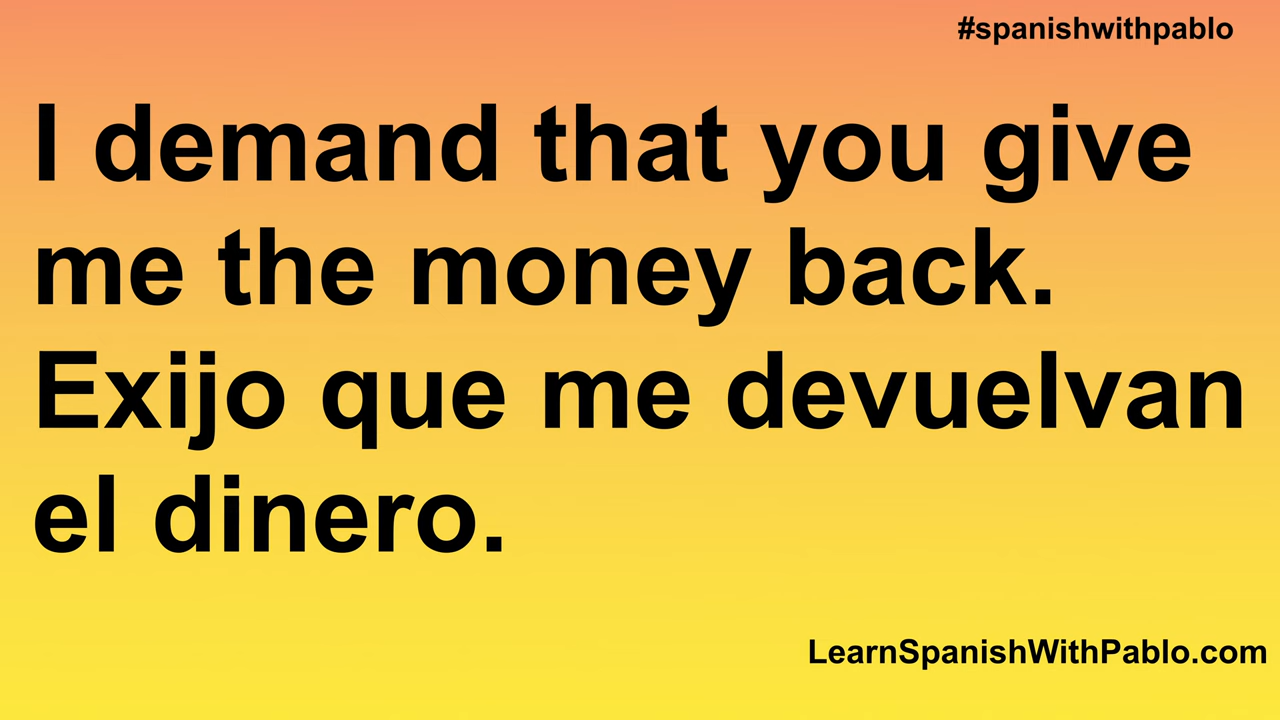 #spanishwithpablo
I demand that you give
me the money back.
Exijo que me devuelvan
el dinero.
LearnSpanishWithPablo.com